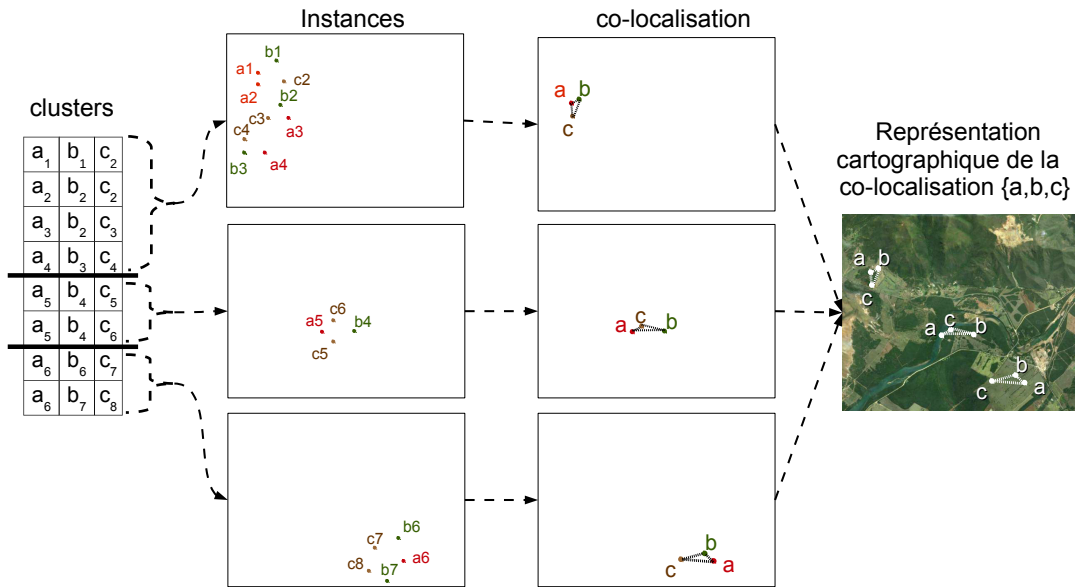 Instances
co-localisation
clusters
a1 b1 c2
a2 b2 c2
a3 b2 c3
a4 b3 c4
a5 b4 c5
a5 b4 c6
a6 b6 c7
a6 b7 c8
b1
a1
c2
a2
b2
c3
a3
c4
b3
a4
a
b
c
c6
a5
b4
c5
c
a
b
b6
c7
a6
c8
b7
b
c
a
Représentation
cartographique de la
co-localisation {a,b,c}
a b
c
c
a b
b
c a